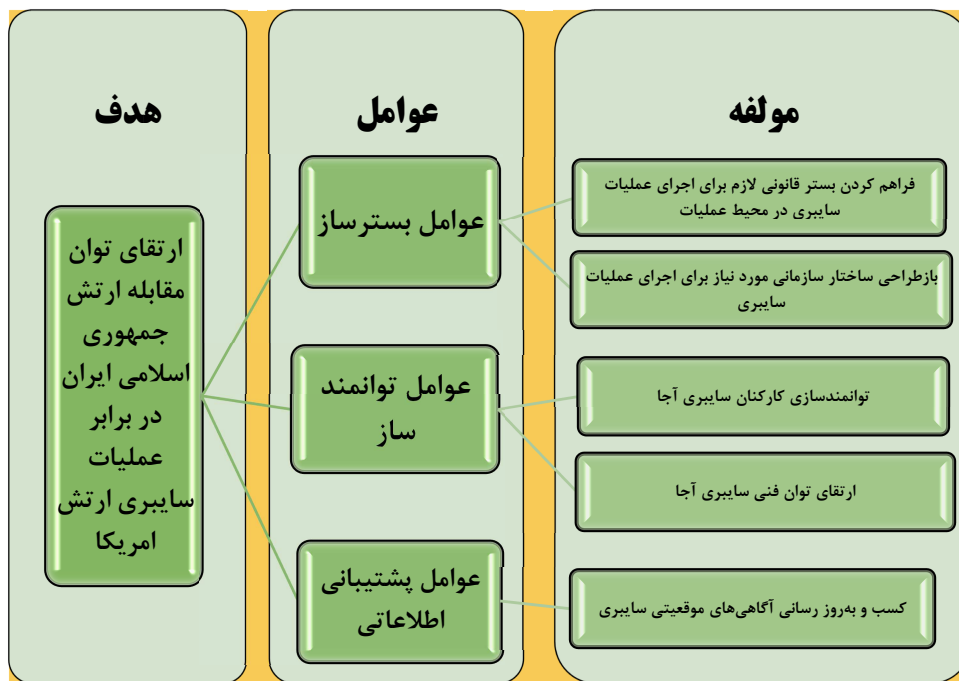 هدف
ارتقای توان
مقابله ارتش
جمهوری
اسلامی ایران
در برابر
عملیات
سایبری ارتش
امریکا
عوامل
عوامل بسترساز
عوامل توانمند
ساز
عوامل پشتیبانی
اطلاعاتی
مولفه
فراهم کردن بستر قانونی لازم برای اجرای عملیات
سایبری در محیط عملیات
بازطراحی ساختار سازمانی مورد نیاز برای اجرای عملیات
سایبری
توانمندسازی کارکنان سایبری آجا
ارتقای توان فنی سایبری آجا
کسب و به‌روز رسانی آگاهی‌های موقعیتی سایبری